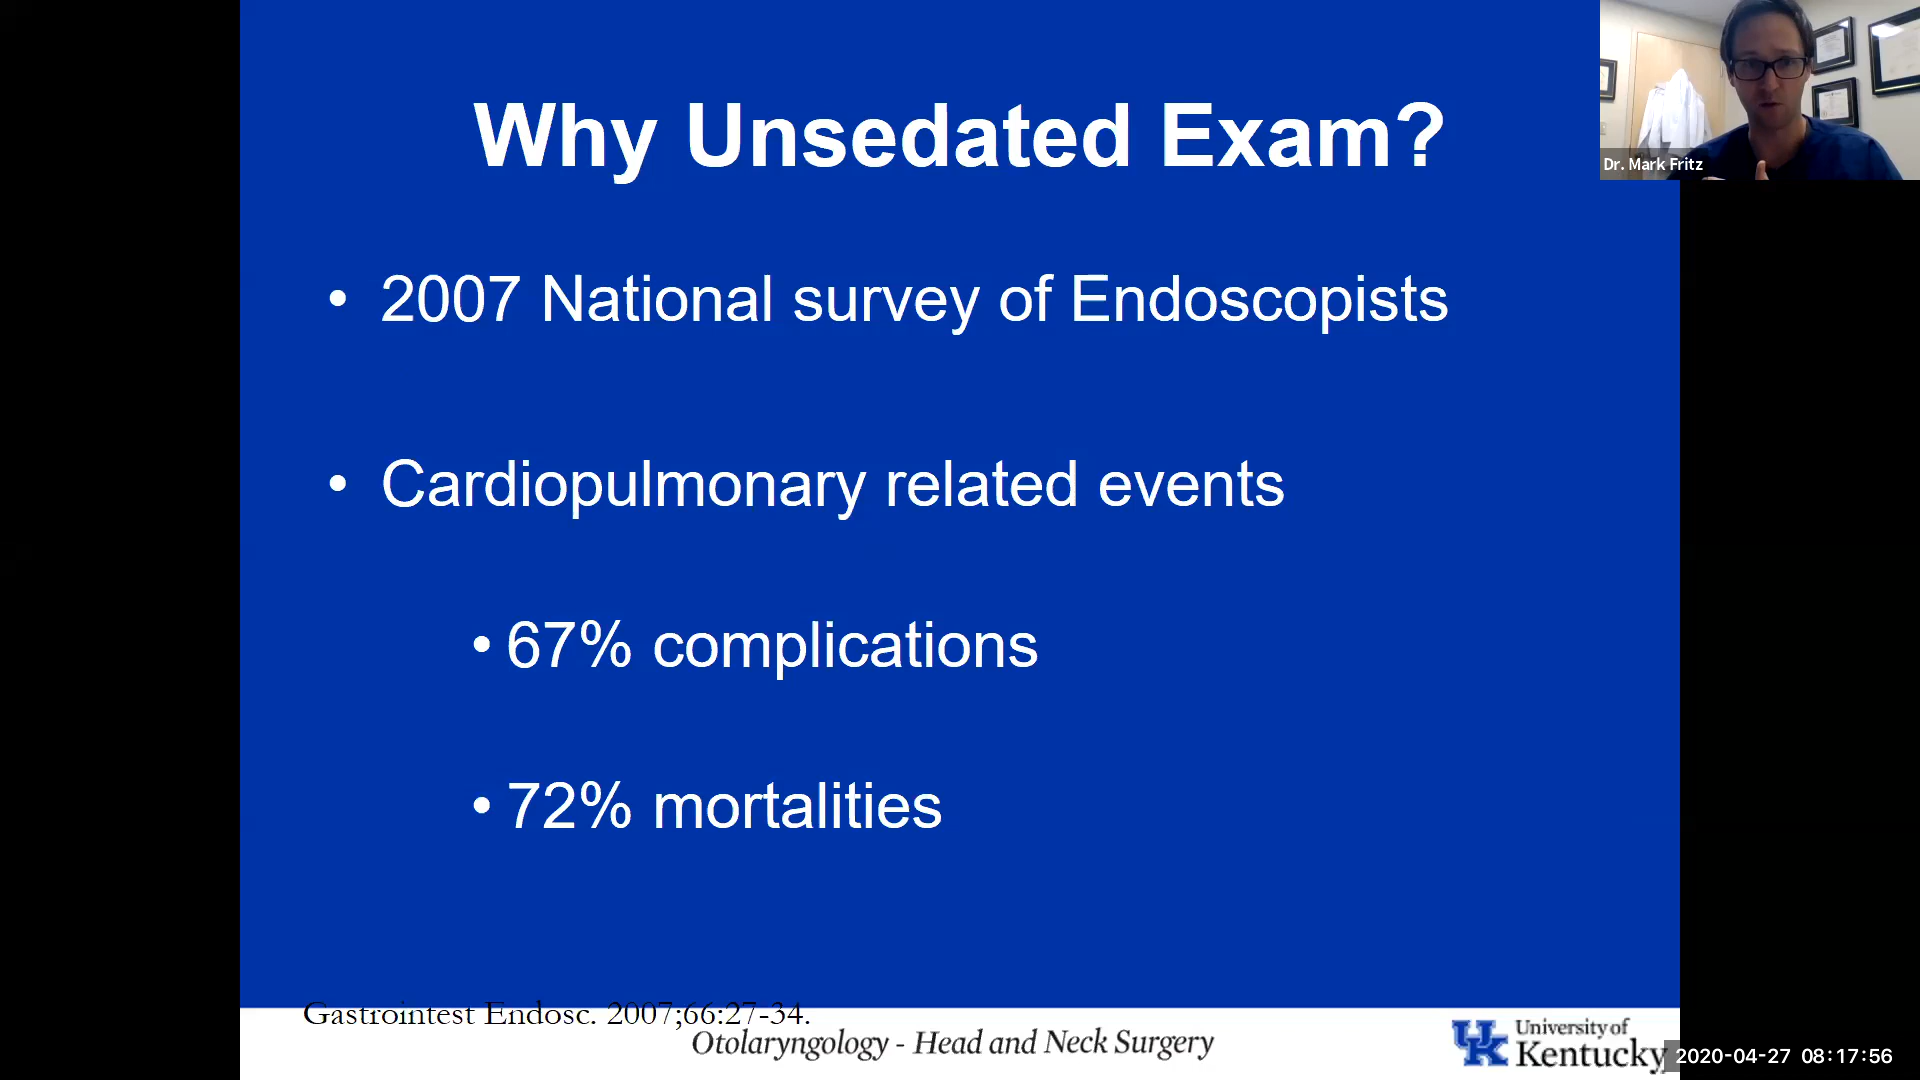 Why Unsedated Exam?
Dr. Mark Fritz
• 2007 National survey of Endoscopists
• Cardiopulmonary related events
• 67% complications
• 72% mortalities
Gastrointest Endosc. 2007;66:27-34.
Otolaryngology - Head and Neck Surgery
UK University of
Kentucky
2020-04-27 08:17:56